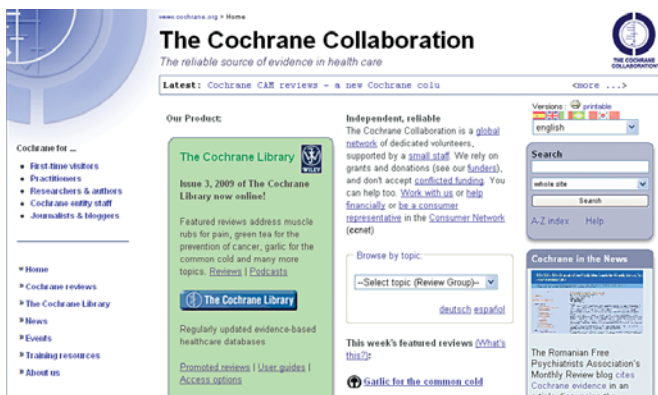 www.cochrane.org > Home
The Cochrane Collaboration
The reliable source of evidence in health care
THE COCHRANE
COLLABORATION®
Latest: Cochrane CAM reviews - a new Cochrane colu
<more ...>
Cochrane for ...
First-time visitors
Practitioners
Researchers & authors
Cochrane entity staff
Journalists & bloggers
Home
Cochrane reviews
The Cochrane Library
News
Events
Training resources
About us
Our Product:
The Cochrane Library
WILEY
Issue 3, 2009 of The Cochrane
Library now online!
Featured reviews address muscle
rubs for pain, green tea for the
prevention of cancer, garlic for the
common cold and many more
topics. Reviews | Podcasts
The Cochrane Library
Regularly updated evidence-based
healthcare databases
Promoted reviews | User guides |
Access options
Independent, reliable
The Cochrane Collaboration is a global
network of dedicated volunteers,
supported by a small staff. We rely on
grants and donations (see our funders),
and don't accept conflicted funding. You
can help too. Work with us or help
financially or be a consumer
representative in the Consumer Network
(ccnet)
Browse by topic:
--Select topic (Review Group)--
deutsch español
This week's featured reviews (What's
this?):
Garlic for the common cold
Versions: printable
english
Search
whole site
Search
A-Z index Help
Cochrane in the News
The Romanian Free
Psychiatrists Association's
Monthly Review blog cites
Cochrane evidence in an